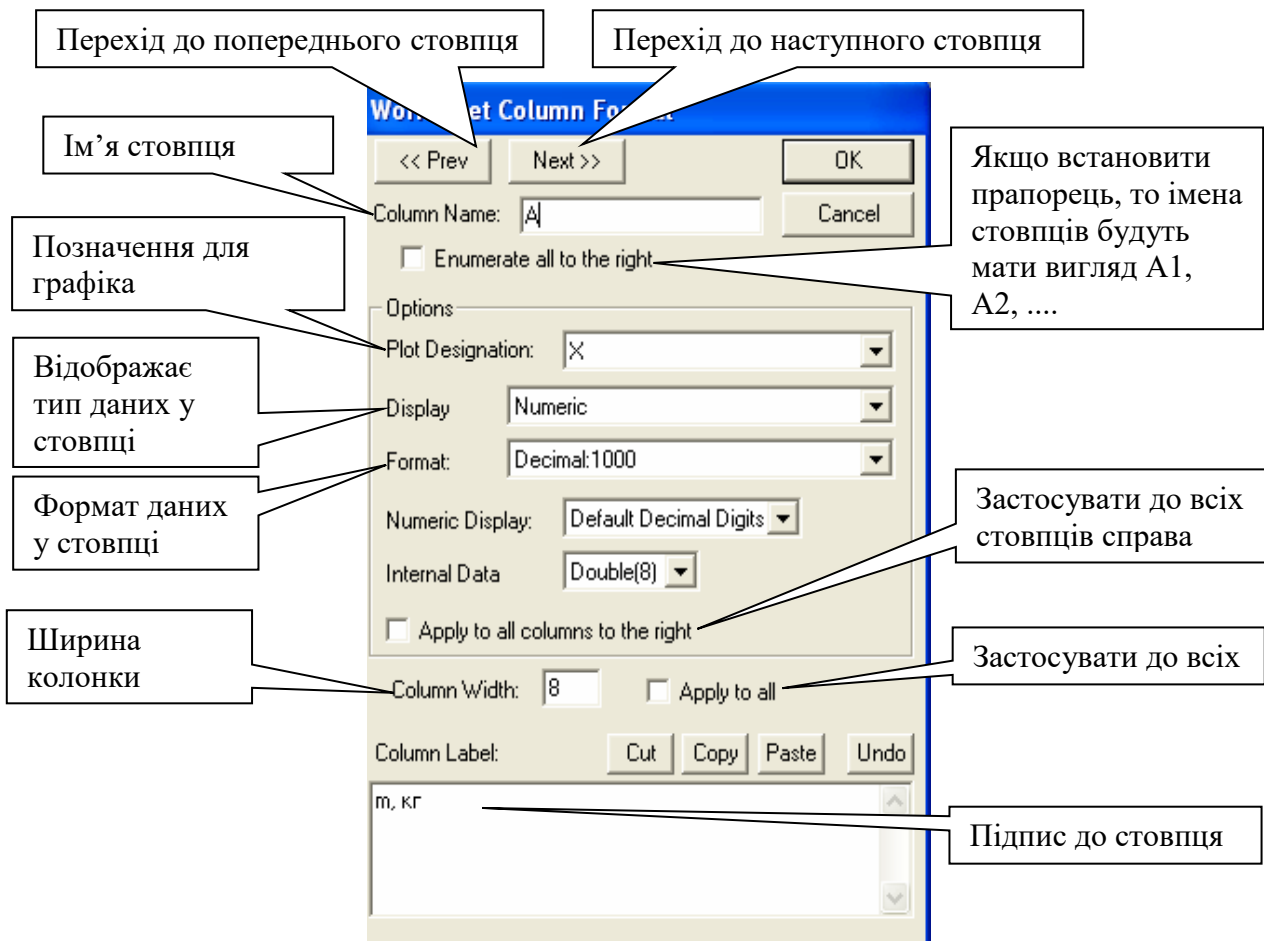 Перехід до попереднього стовпця
Перехід до наступного стовпця
Column
Ім’я стовпця
<< Prev
Next >>
OK
Якщо встановити
прапорець, то імена
стовпців будуть
мати вигляд А1,
А2, ....
Column Name:
A
Cancel
Enumerate all to the right
Позначення для
графіка
Options
Plot Designation:
X
Відображає
тип даних у
стовпці
Display
Numeric
Format:
Decimal:1000
Формат даних
у стовпці
Numeric Display:
Default Decimal Digits
Застосувати до всіх
стовпців справа
Internal Data
Double(8)
Apply to all columns to the right
Ширина
колонки
Застосувати до всіх
Column Width:
8
Apply to all
Column Label:
Cut
Copy
Paste
Undo
m, кг
Підпис до стовпця